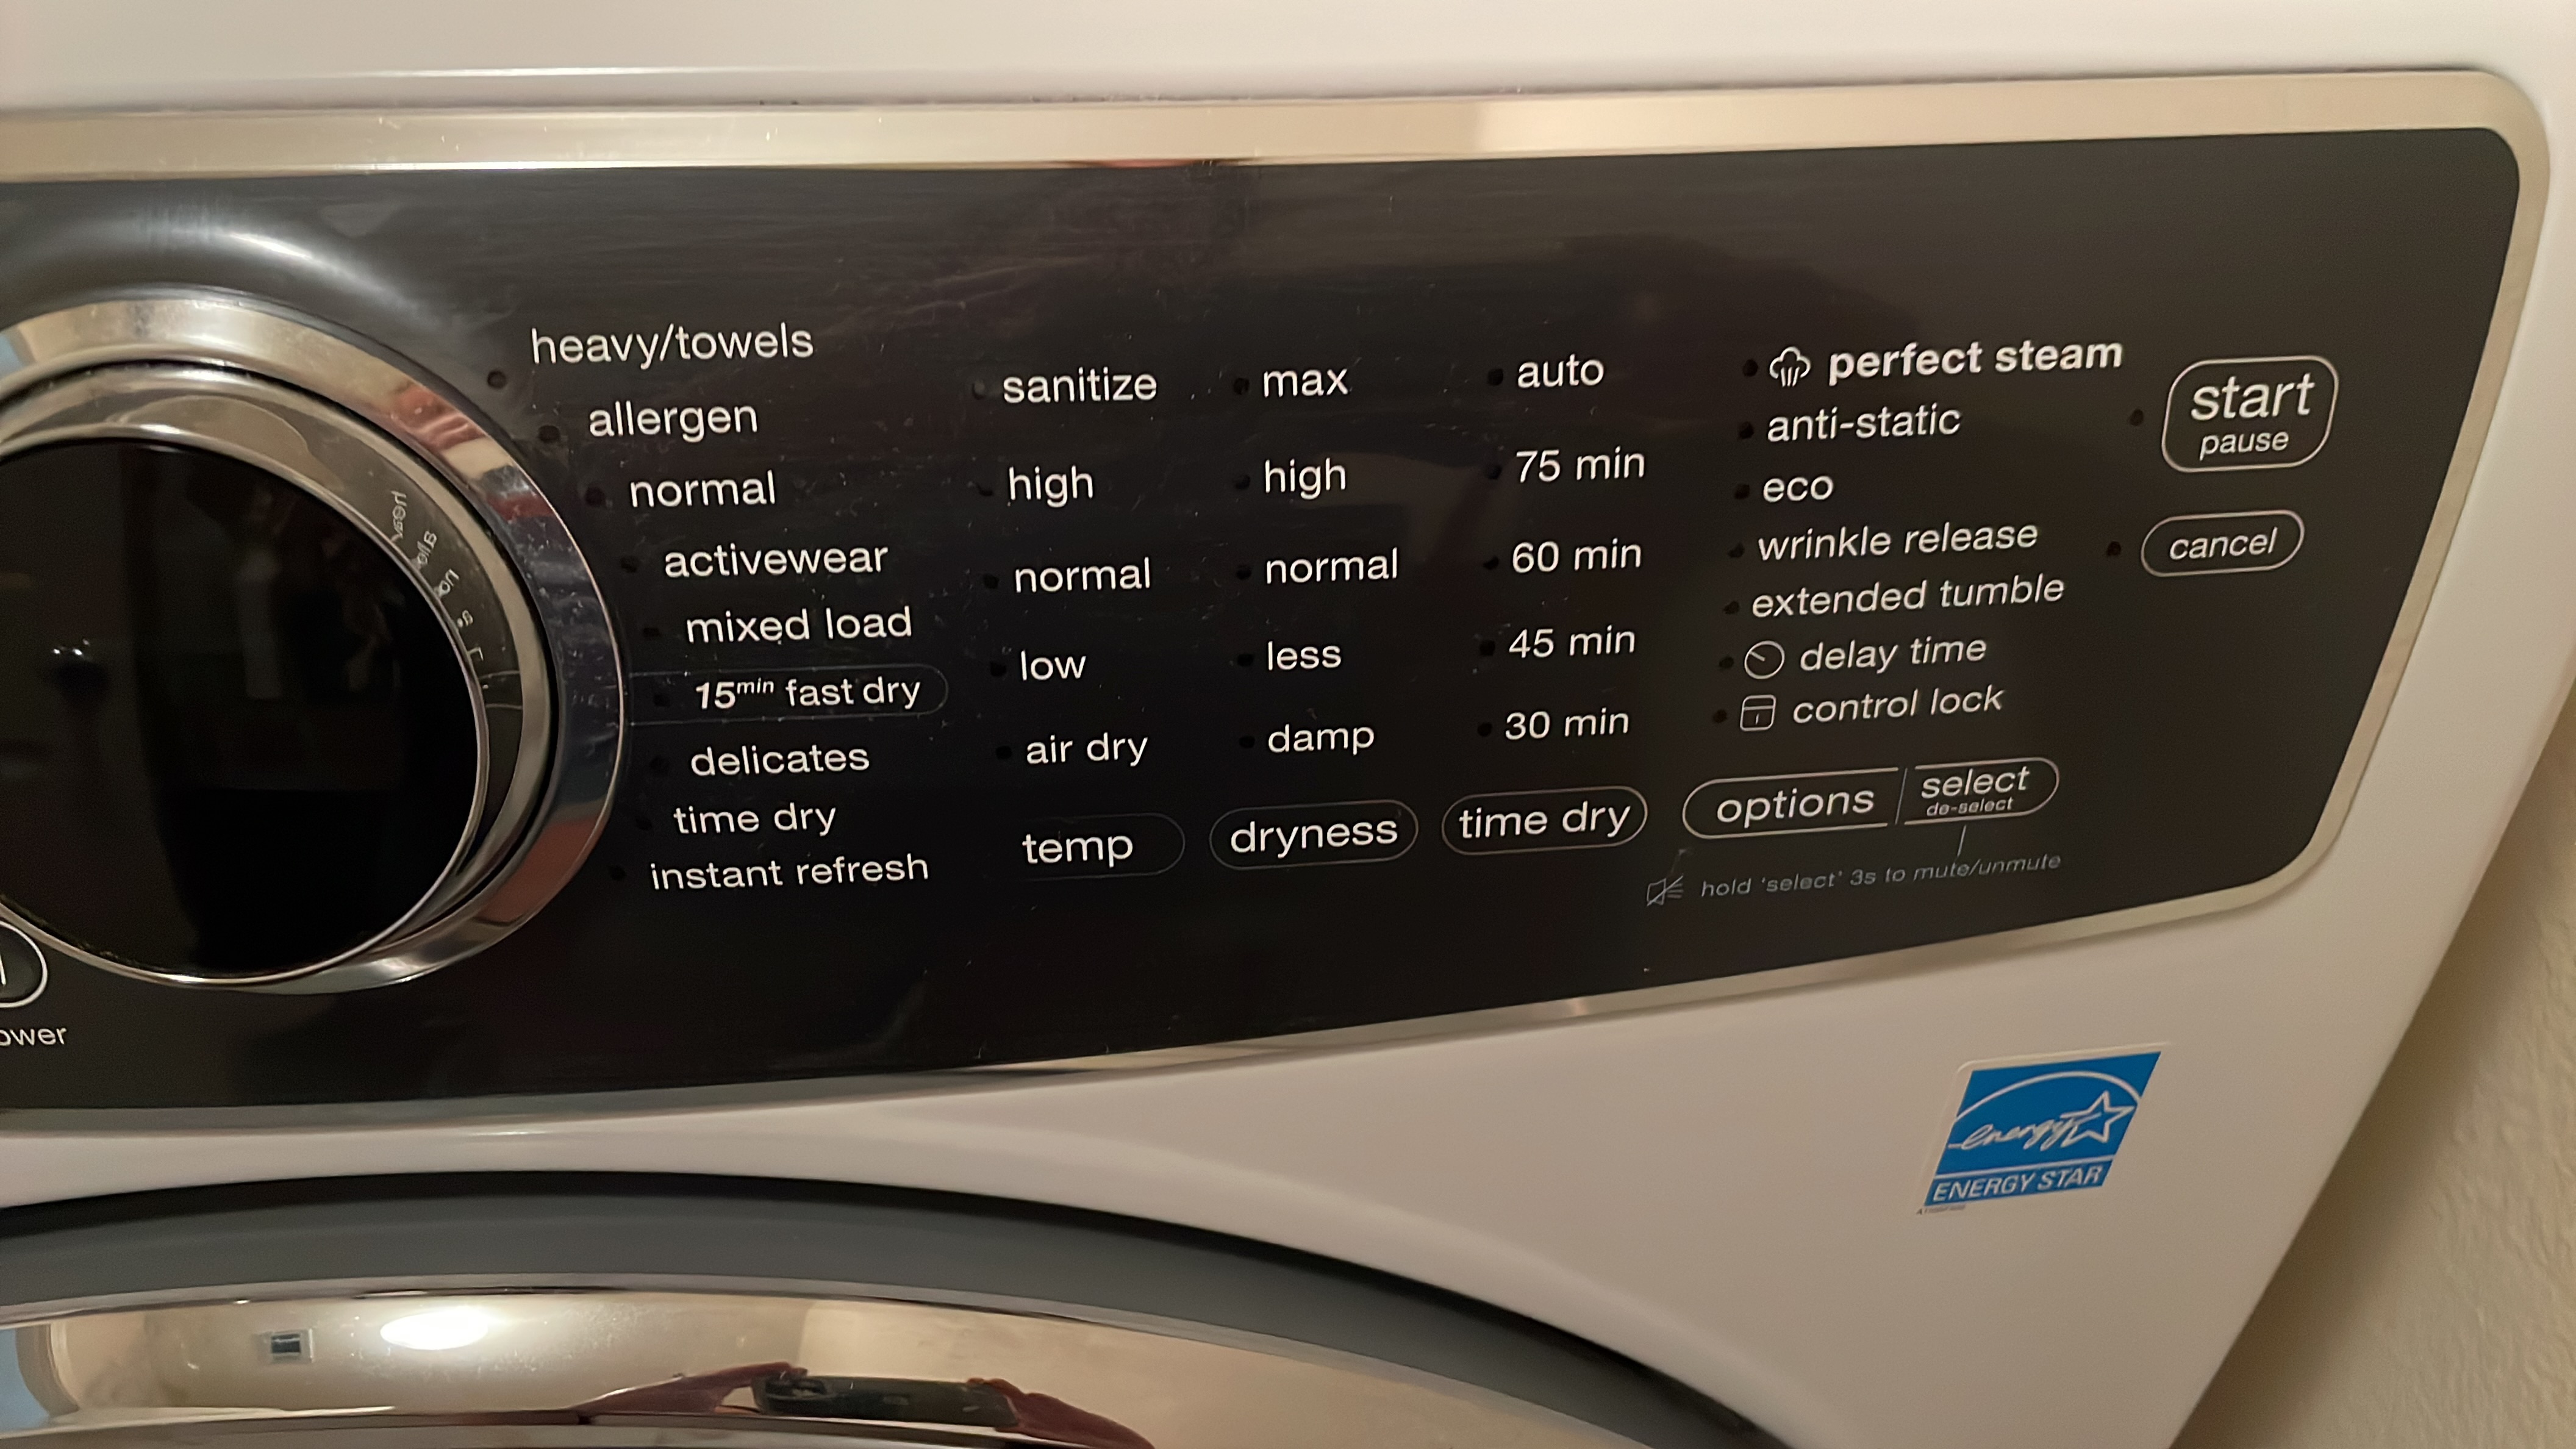 heavy/towels
allergen
normal
activewear
mixed load
15min fast dry
delicates
time dry
instant refresh
sanitize
high
normal
low
air dry
temp
max
high
normal
less
damp
dryness
auto
75 min
60 min
45 min
30 min
time dry
perfect steam
anti-static
eco
wrinkle release
extended tumble
delay time
control lock
options
select
de-select
hold 'select' 3s to mute/unmute
start
pause
cancel
ower
energy
ENERGY STAR